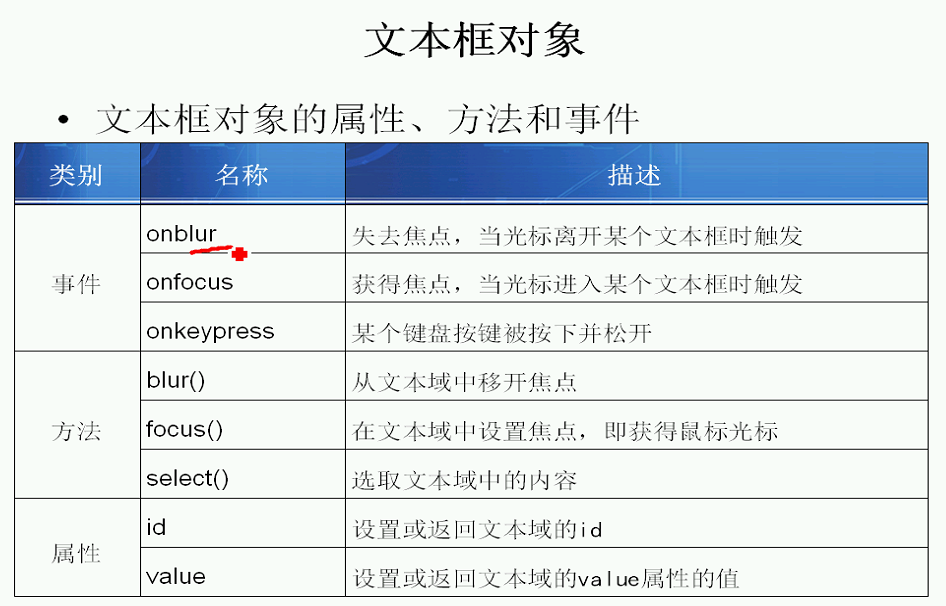 文本框对象
• 文本框对象的属性、方法和事件
类别 名称 描述
事件
onblur 失去焦点，当光标离开某个文本框时触发
onfocus 获得焦点，当光标进入某个文本框时触发
onkeypress 某个键盘按键被按下并松开
方法
blur() 从文本域中移开焦点
focus() 在文本域中设置焦点，即获得鼠标光标
select() 选取文本域中的内容
属性
id 设置或返回文本域的id
value 设置或返回文本域的value属性的值